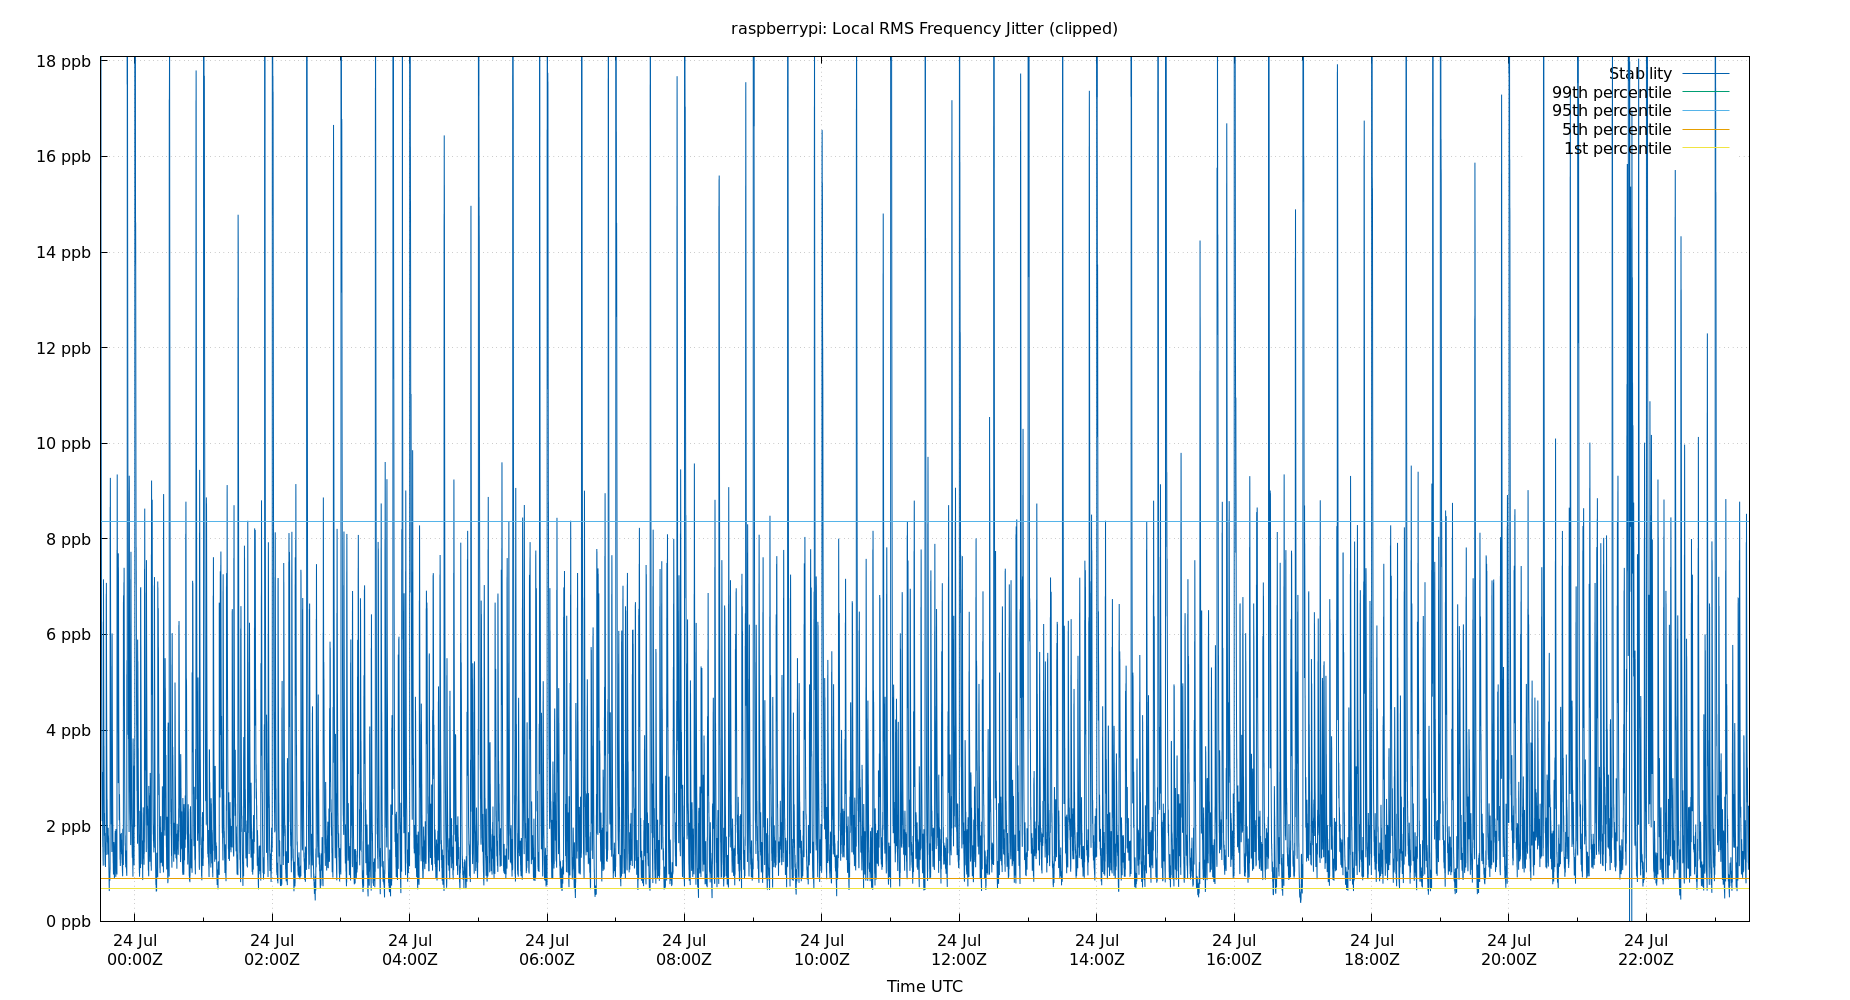 raspberrypi: Local RMS Frequency Jitter (clipped)
18 ppb
16 ppb
14 ppb
12 ppb
10 ppb
8 ppb
6 ppb
4 ppb
2 ppb
0 ppb
Stability
99th percentile
95th percentile
5th percentile
1st percentile
24 Jul 24 Jul 24 Jul 24 Jul 24 Jul 24 Jul 24 Jul 24 Jul 24 Jul 24 Jul 24 Jul 24 Jul
00:00Z 02:00Z 04:00Z 06:00Z 08:00Z 10:00Z 12:00Z 14:00Z 16:00Z 18:00Z 20:00Z 22:00Z
Time UTC